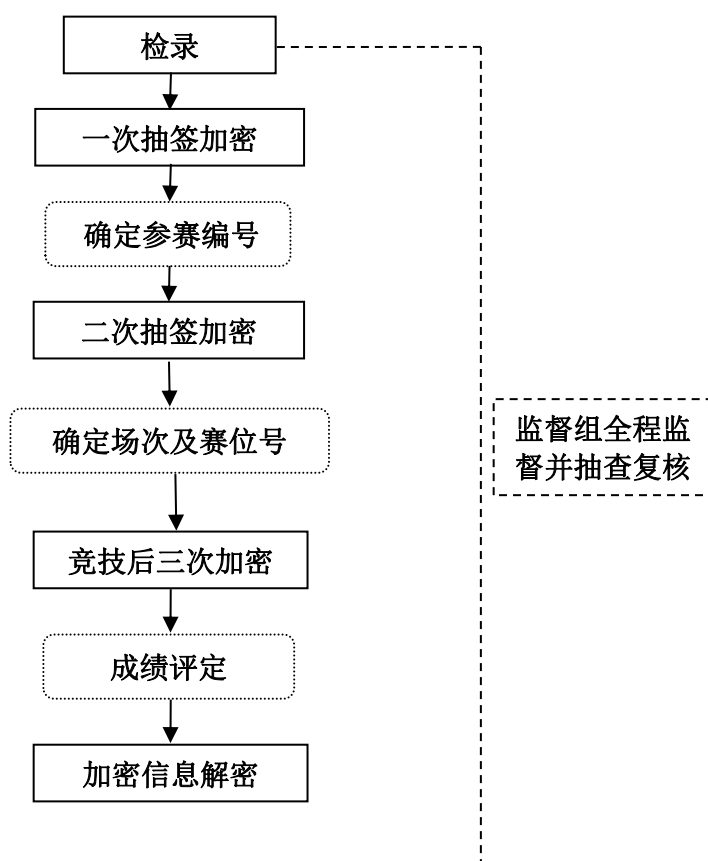 检录
一次抽签加密
确定参赛编号
二次抽签加密
确定场次及赛位号
竞技后三次加密
成绩评定
加密信息解密
监督组全程监
督并抽查复核